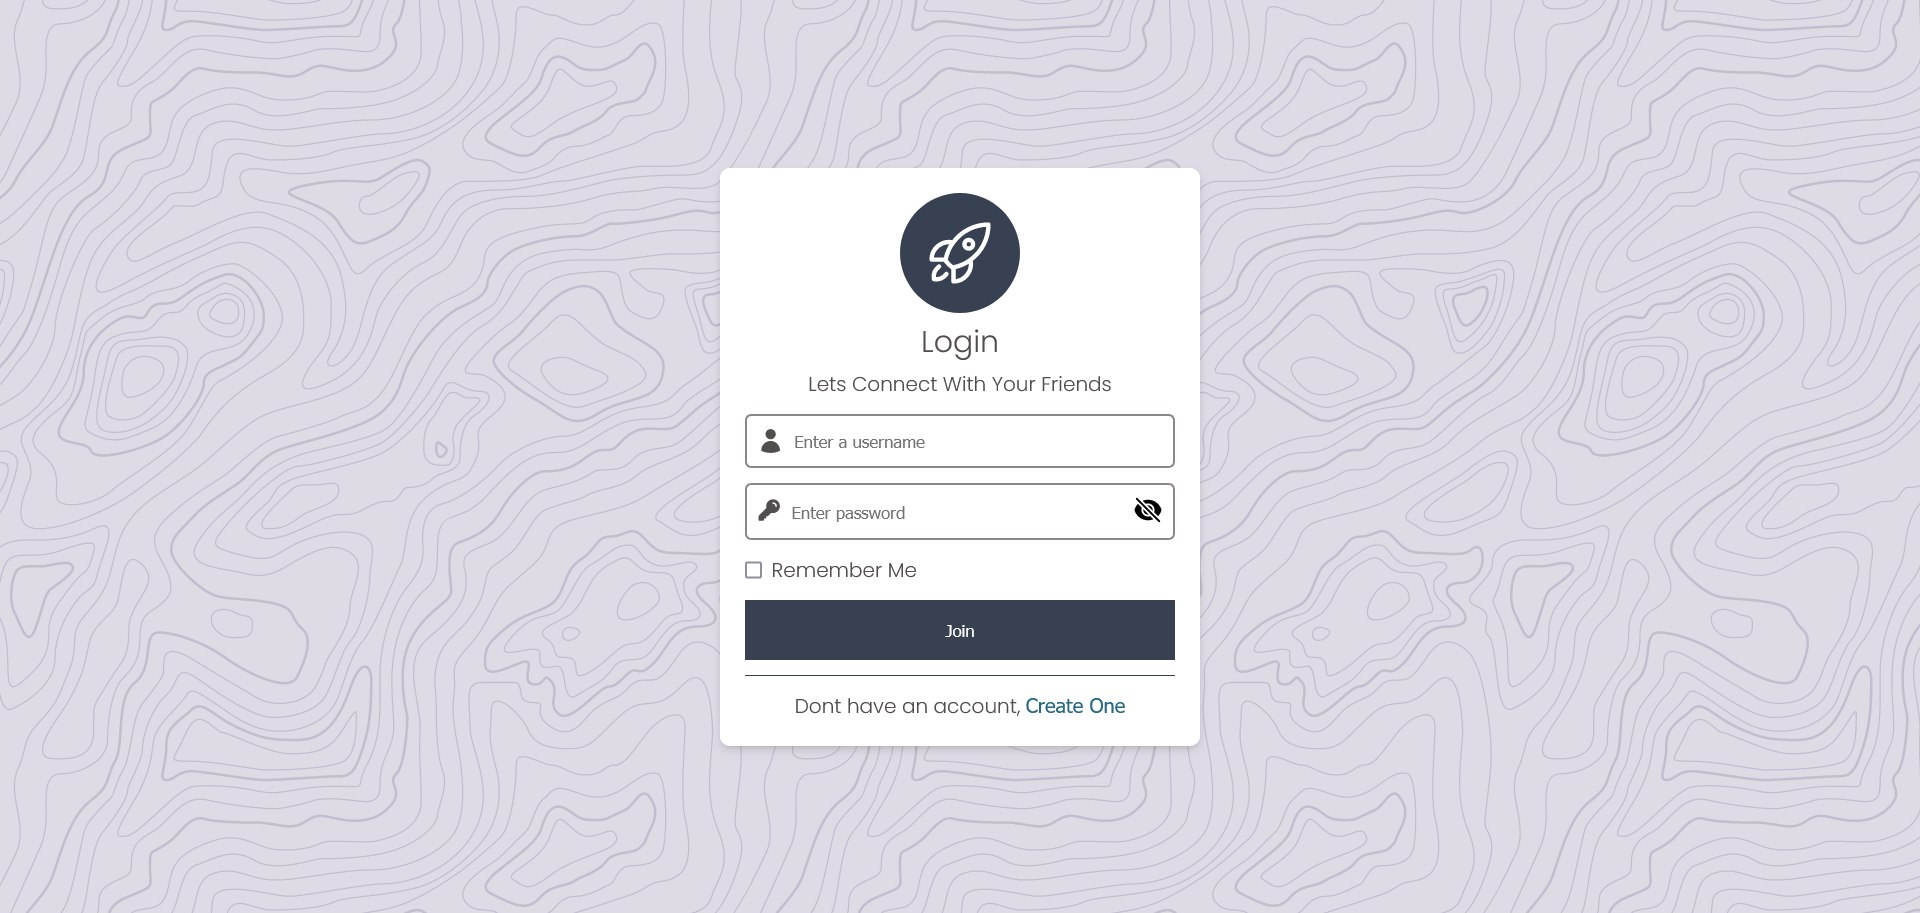 Login
Lets Connect With Your Friends
Enter a username
Enter password
Remember Me
Join
Dont have an account, Create One